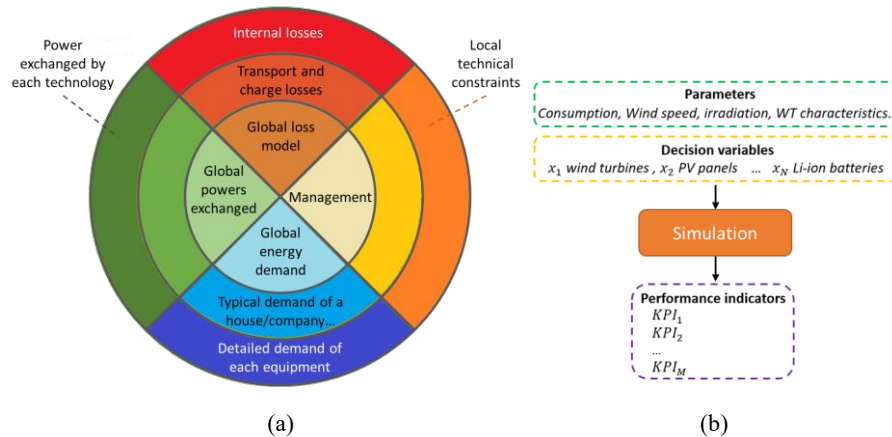 Power
exchanged by
each technology
Internal losses
Transport and
charge losses
Global loss
model
Local
technical
constraints
Global
powers
exchanged
Management
Global
energy
demand
Typical demand of a
house/company…
Detailed demand of
each equipment
(a)
Parameters
Consumption, Wind speed, irradiation, WT characteristics…
Decision variables
x₁ wind turbines , x₂ PV panels … x_N Li-ion batteries
Simulation
Performance indicators
KPI₁
KPI₂
…
KPI_M
(b)